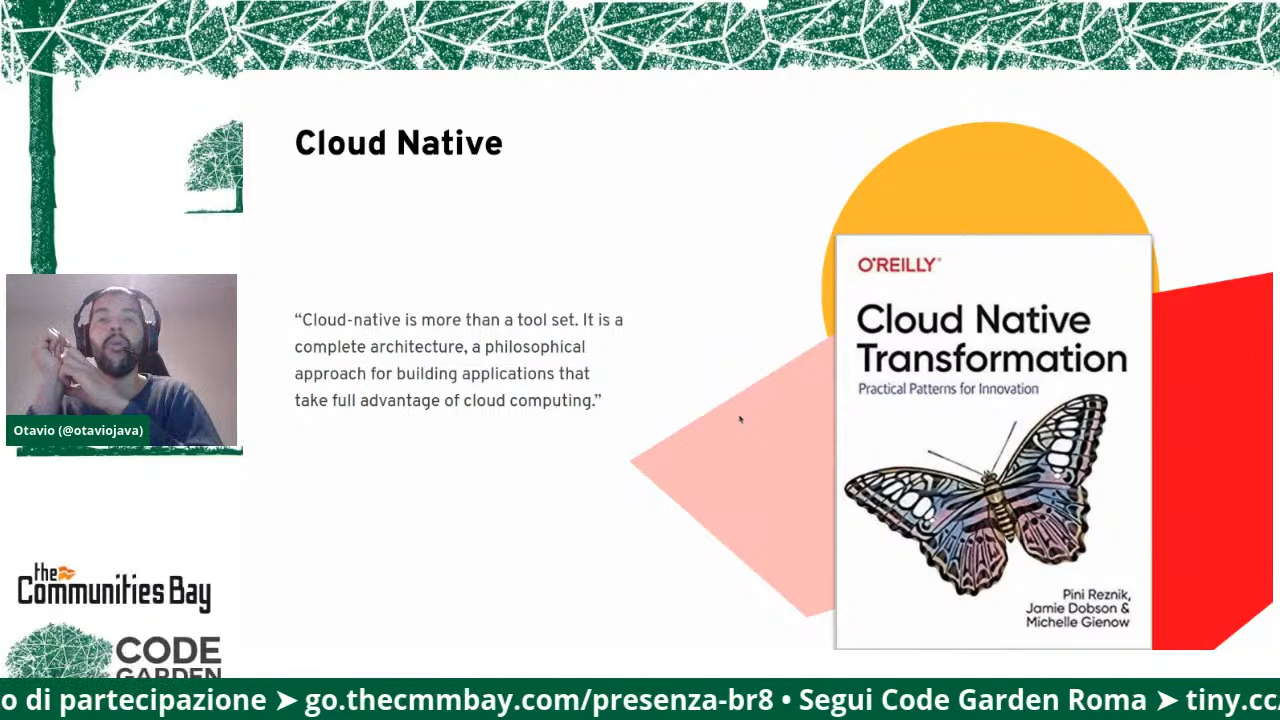 Cloud Native
“Cloud-native is more than a tool set. It is a
complete architecture, a philosophical
approach for building applications that
take full advantage of cloud computing.”
O'REILLY®
Cloud Native
Transformation
Practical Patterns for Innovation
Pini Reznik,
Jamie Dobson &
Michelle Gienow
Otavio (@otaviojava)
the
Communities Bay
CODE
GARDEN
o di partecipazione ➤ go.thecmmbay.com/presenza-br8 • Segui Code Garden Roma ➤ tiny.cc